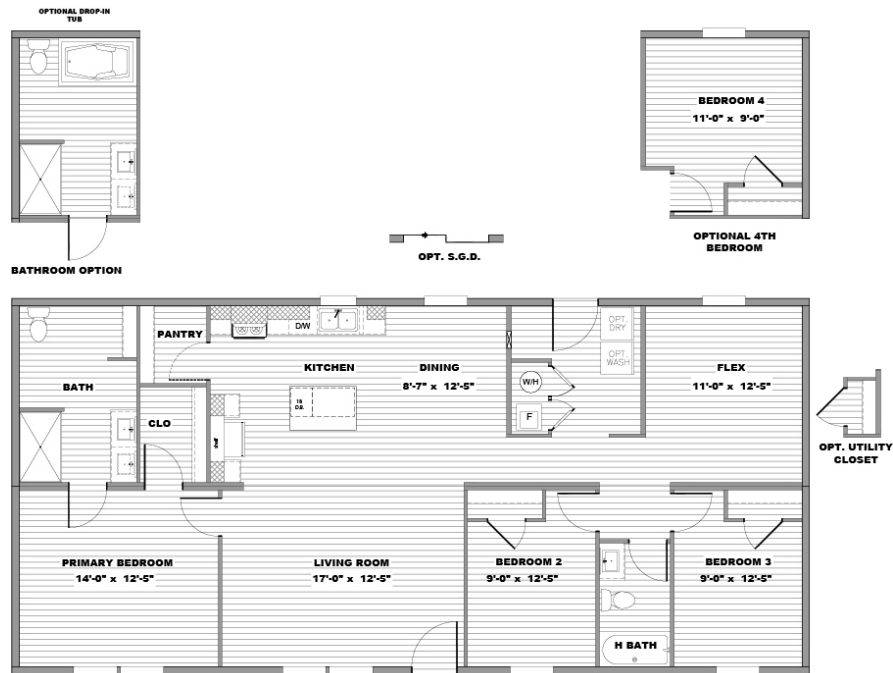 OPTIONAL DROP-IN
TUB
BATHROOM OPTION
OPT. S.G.D.
BEDROOM 4
11'-0" x 9'-0"
OPTIONAL 4TH
BEDROOM
PANTRY
D/W
KITCHEN
DINING
8'-7" x 12'-5"
OPT.
DRY
OPT.
WASH
W/H
F
FLEX
11'-0" x 12'-5"
BATH
CLO
18
D.B.
OPT. UTILITY
CLOSET
PRIMARY BEDROOM
14'-0" x 12'-5"
LIVING ROOM
17'-0" x 12'-5"
BEDROOM 2
9'-0" x 12'-5"
H BATH
BEDROOM 3
9'-0" x 12'-5"